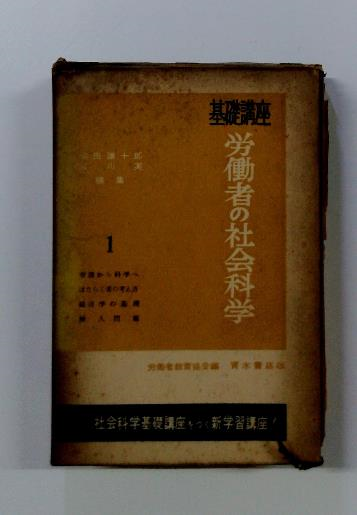 基礎講座
労働者の社会科学
編集
1
常識から科学へ
はたらく者の考え方
経済学の基礎
婦人問題
労働者教育協会編 青木書店版
社会科学基礎講座をつぐ新学習講座!